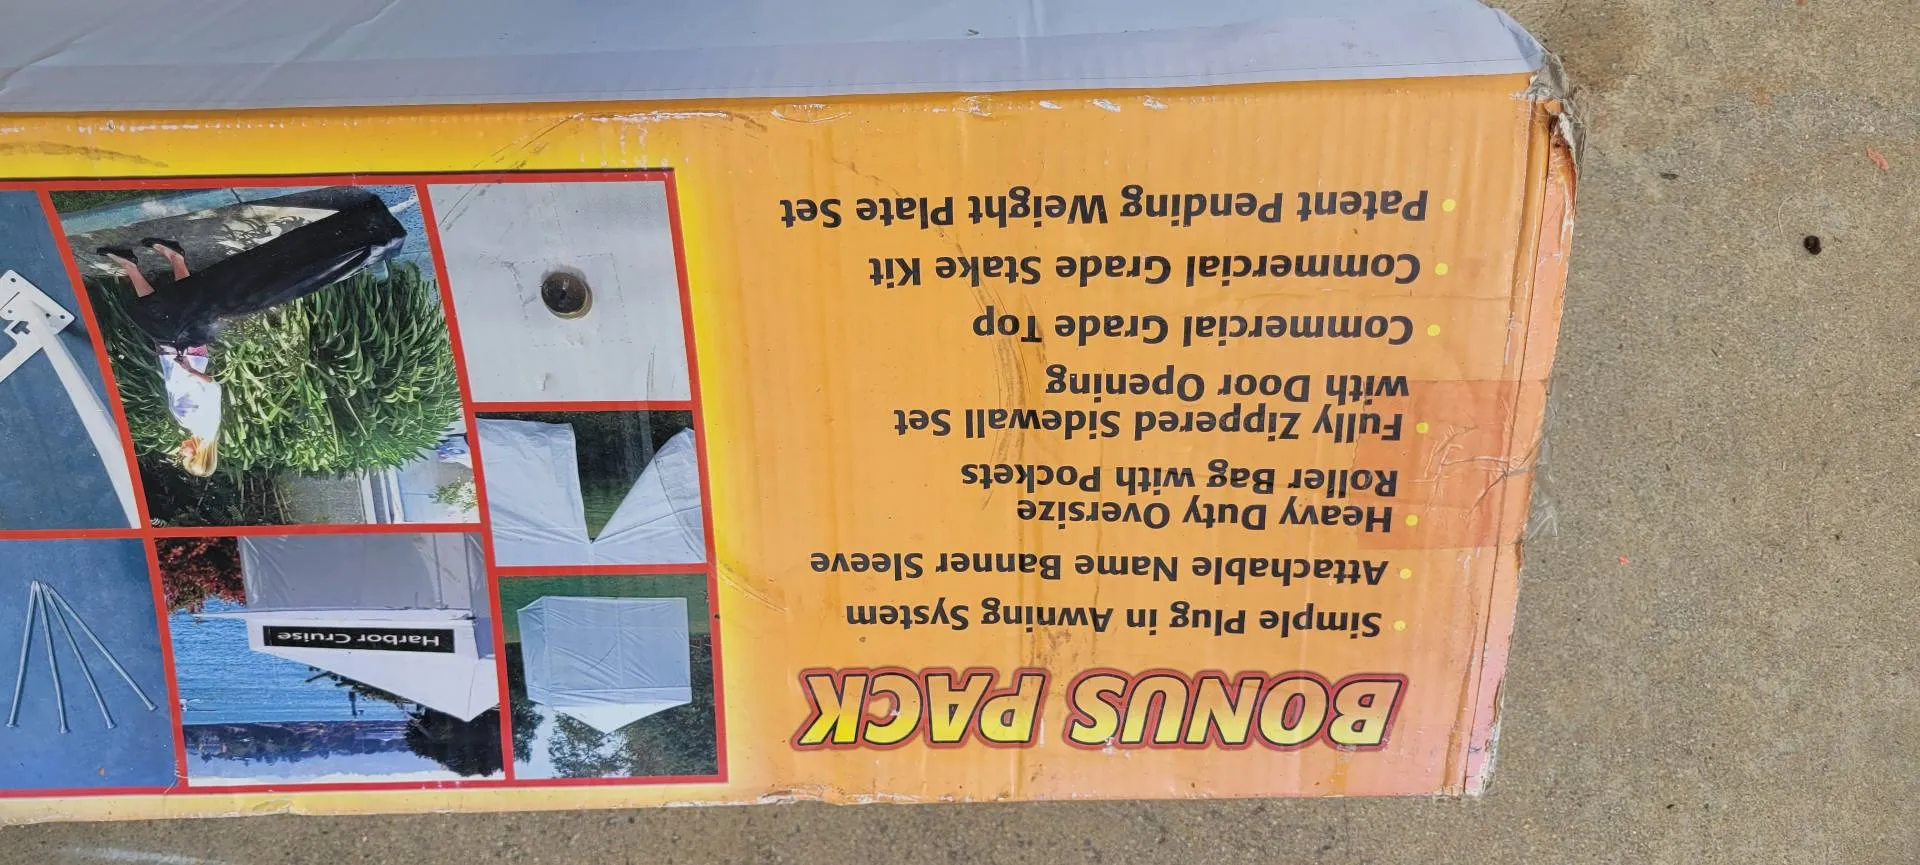 BONUS PACK
• Simple Plug in Awning System
• Attachable Name Banner Sleeve
• Heavy Duty Oversize
Roller Bag with Pockets
• Fully Zippered Sidewall Set
with Door Opening
• Commercial Grade Top
• Commercial Grade Stake Kit
• Patent Pending Weight Plate Set
Harbor Cruise